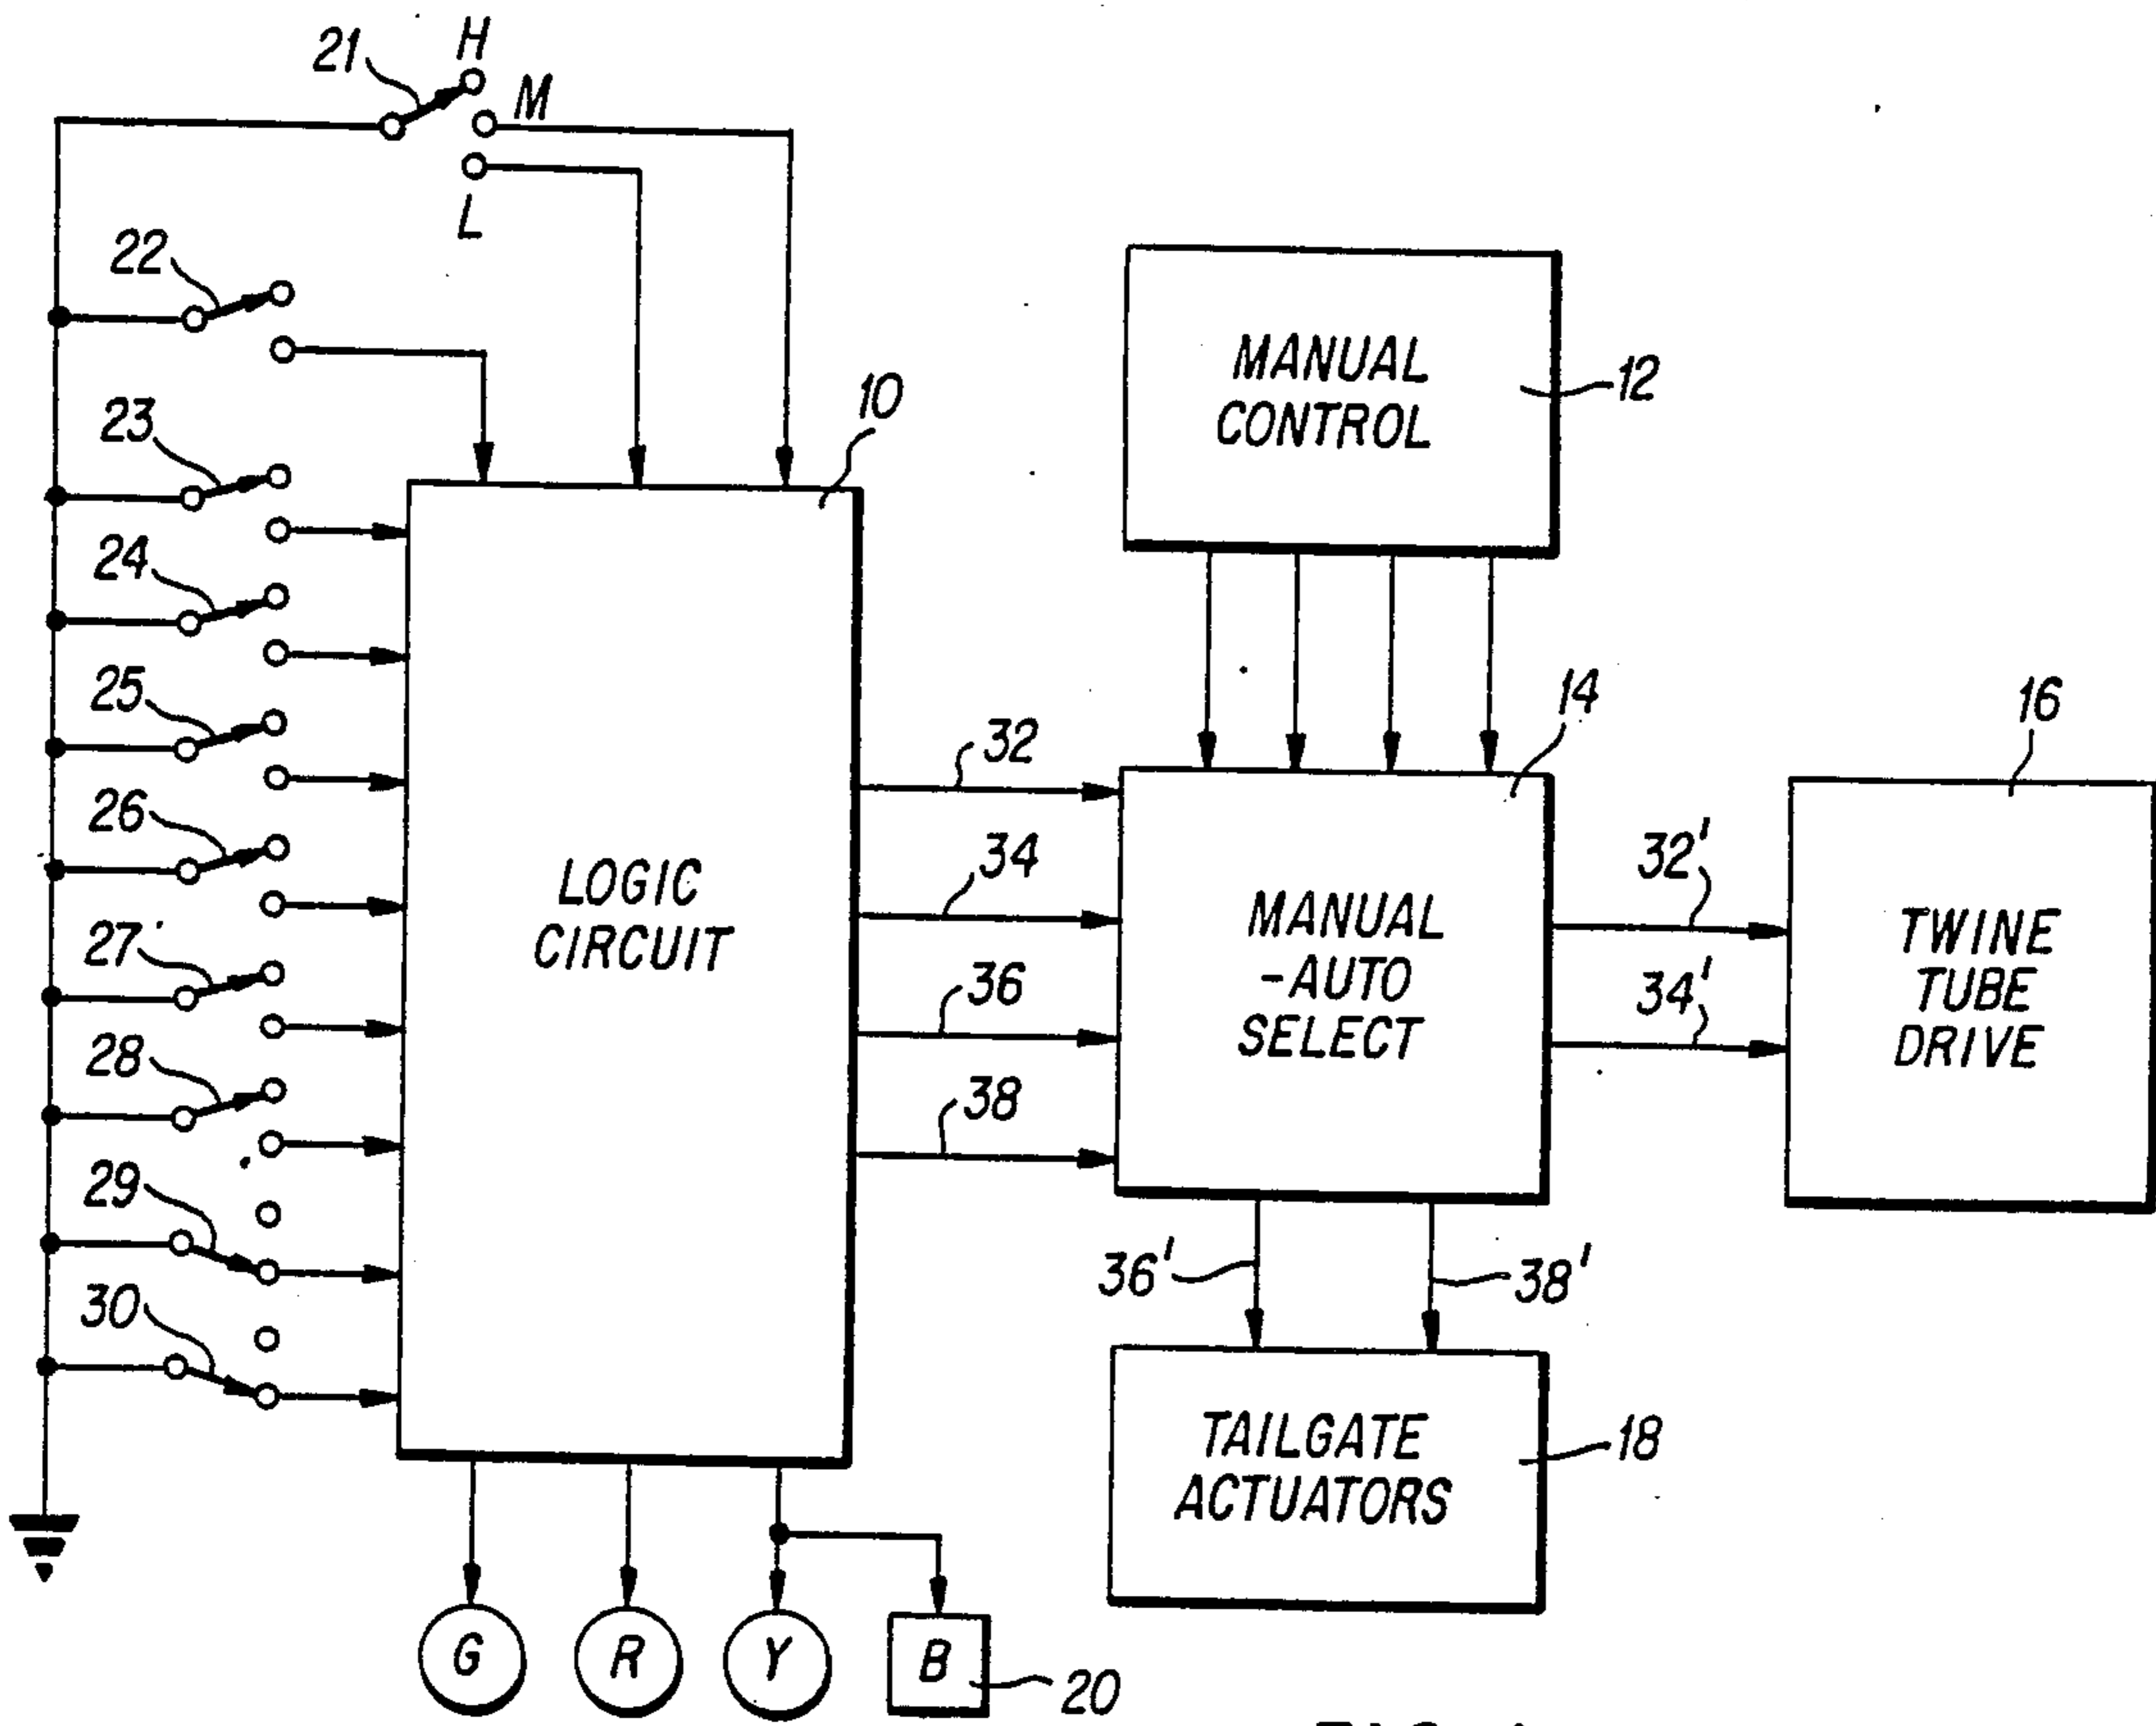 21
H
M
L
22
23
10
24
25
26
27
28
29
30
LOGIC
CIRCUIT
MANUAL
CONTROL
12
32
34
36
38
14
MANUAL
-AUTO
SELECT
16
32'
34'
TWINE
TUBE
DRIVE
36'
38'
TAILGATE
ACTUATORS
18
G
R
Y
B
20